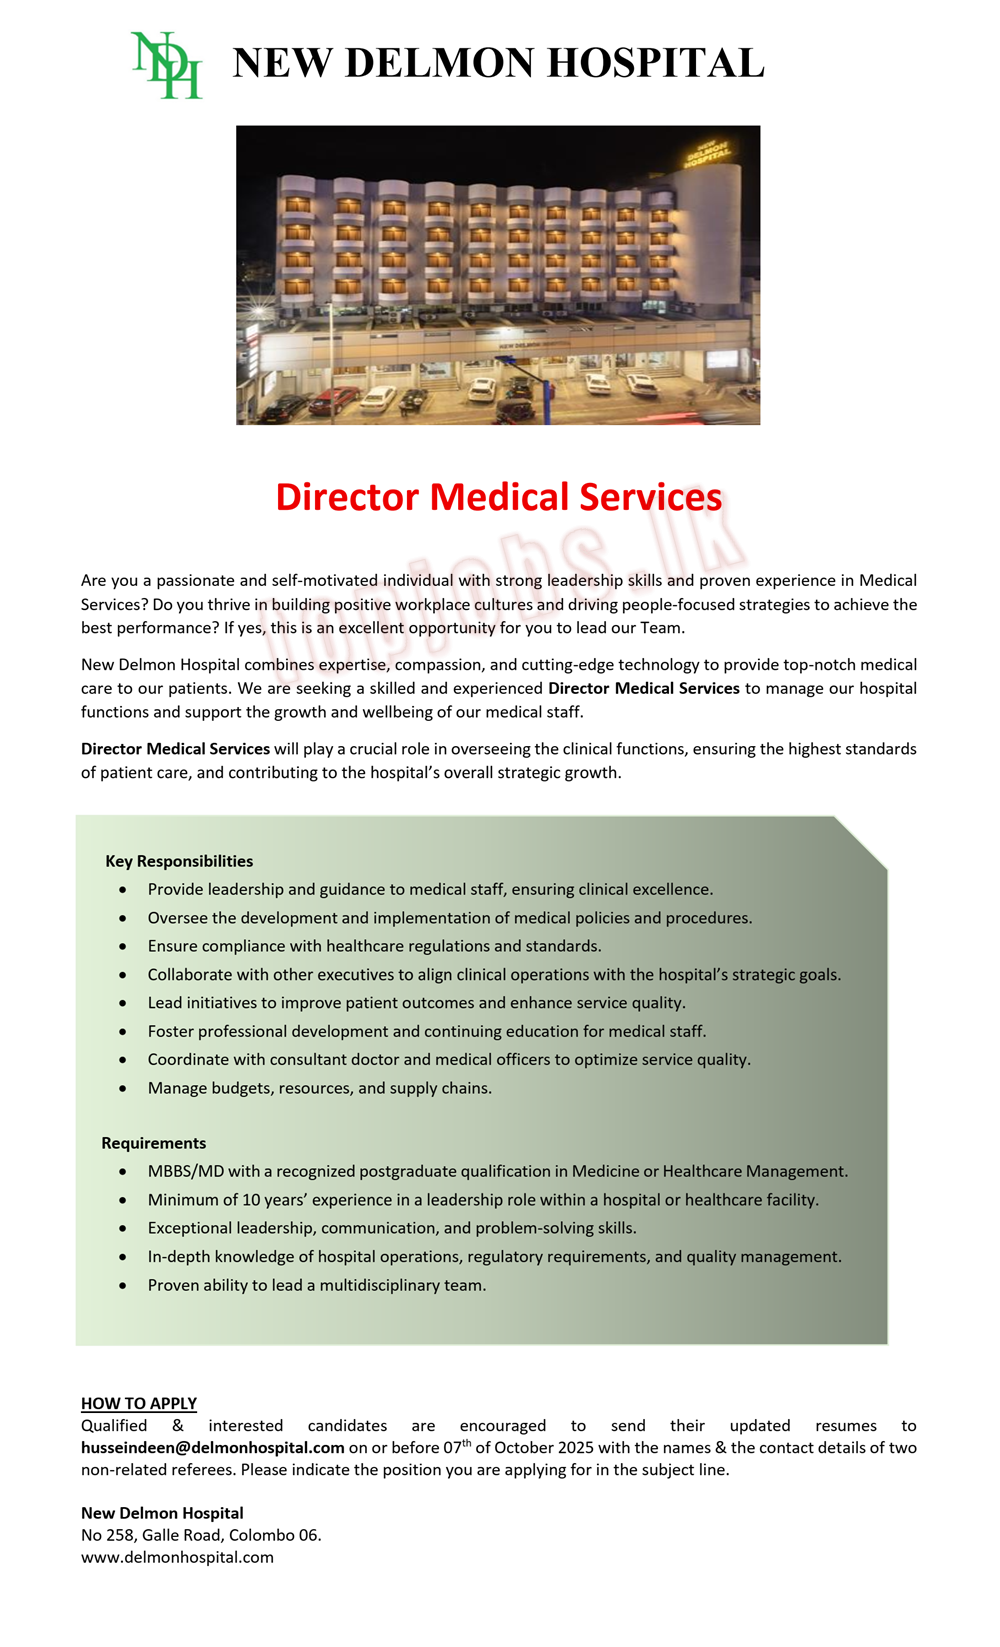 NDH
NEW DELMON HOSPITAL
NEW
DELMON
HOSPITAL
NEW DELMON HOSPITAL
Director Medical Services
topjobs.lk
Are you a passionate and self-motivated individual with strong leadership skills and proven experience in Medical
Services? Do you thrive in building positive workplace cultures and driving people-focused strategies to achieve the
best performance? If yes, this is an excellent opportunity for you to lead our Team.
New Delmon Hospital combines expertise, compassion, and cutting-edge technology to provide top-notch medical
care to our patients. We are seeking a skilled and experienced Director Medical Services to manage our hospital
functions and support the growth and wellbeing of our medical staff.
Director Medical Services will play a crucial role in overseeing the clinical functions, ensuring the highest standards
of patient care, and contributing to the hospital’s overall strategic growth.
Key Responsibilities
• Provide leadership and guidance to medical staff, ensuring clinical excellence.
• Oversee the development and implementation of medical policies and procedures.
• Ensure compliance with healthcare regulations and standards.
• Collaborate with other executives to align clinical operations with the hospital’s strategic goals.
• Lead initiatives to improve patient outcomes and enhance service quality.
• Foster professional development and continuing education for medical staff.
• Coordinate with consultant doctor and medical officers to optimize service quality.
• Manage budgets, resources, and supply chains.
Requirements
• MBBS/MD with a recognized postgraduate qualification in Medicine or Healthcare Management.
• Minimum of 10 years’ experience in a leadership role within a hospital or healthcare facility.
• Exceptional leadership, communication, and problem-solving skills.
• In-depth knowledge of hospital operations, regulatory requirements, and quality management.
• Proven ability to lead a multidisciplinary team.
HOW TO APPLY
Qualified & interested candidates are encouraged to send their updated resumes to
husseindeen@delmonhospital.com on or before 07th of October 2025 with the names & the contact details of two
non-related referees. Please indicate the position you are applying for in the subject line.
New Delmon Hospital
No 258, Galle Road, Colombo 06.
www.delmonhospital.com